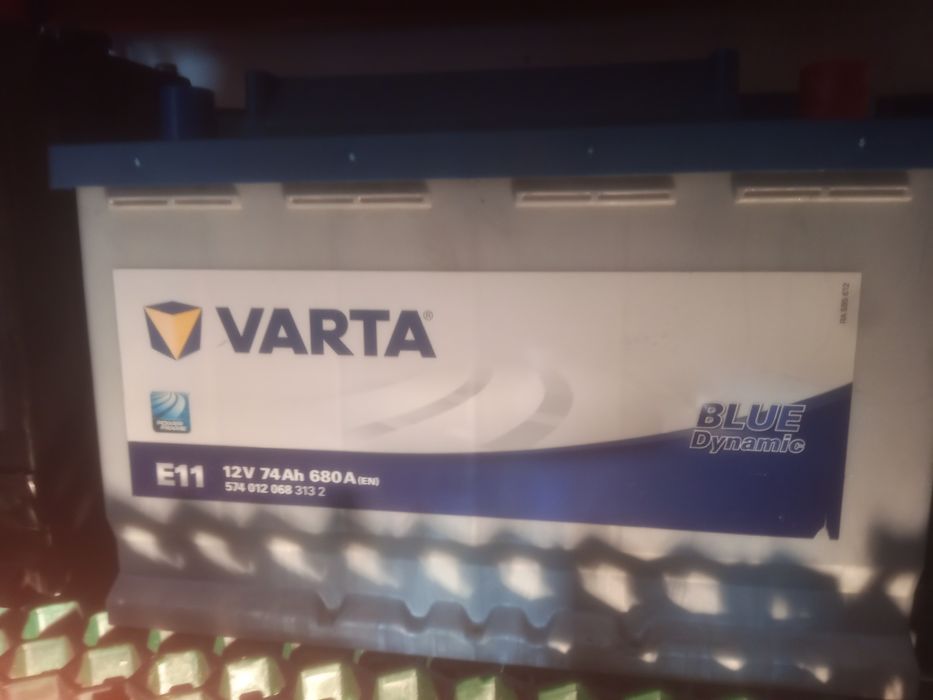 VARTA®
BLUE
Dynamic
E11
12V 74Ah 680A (EN)
574 012 068 313 2